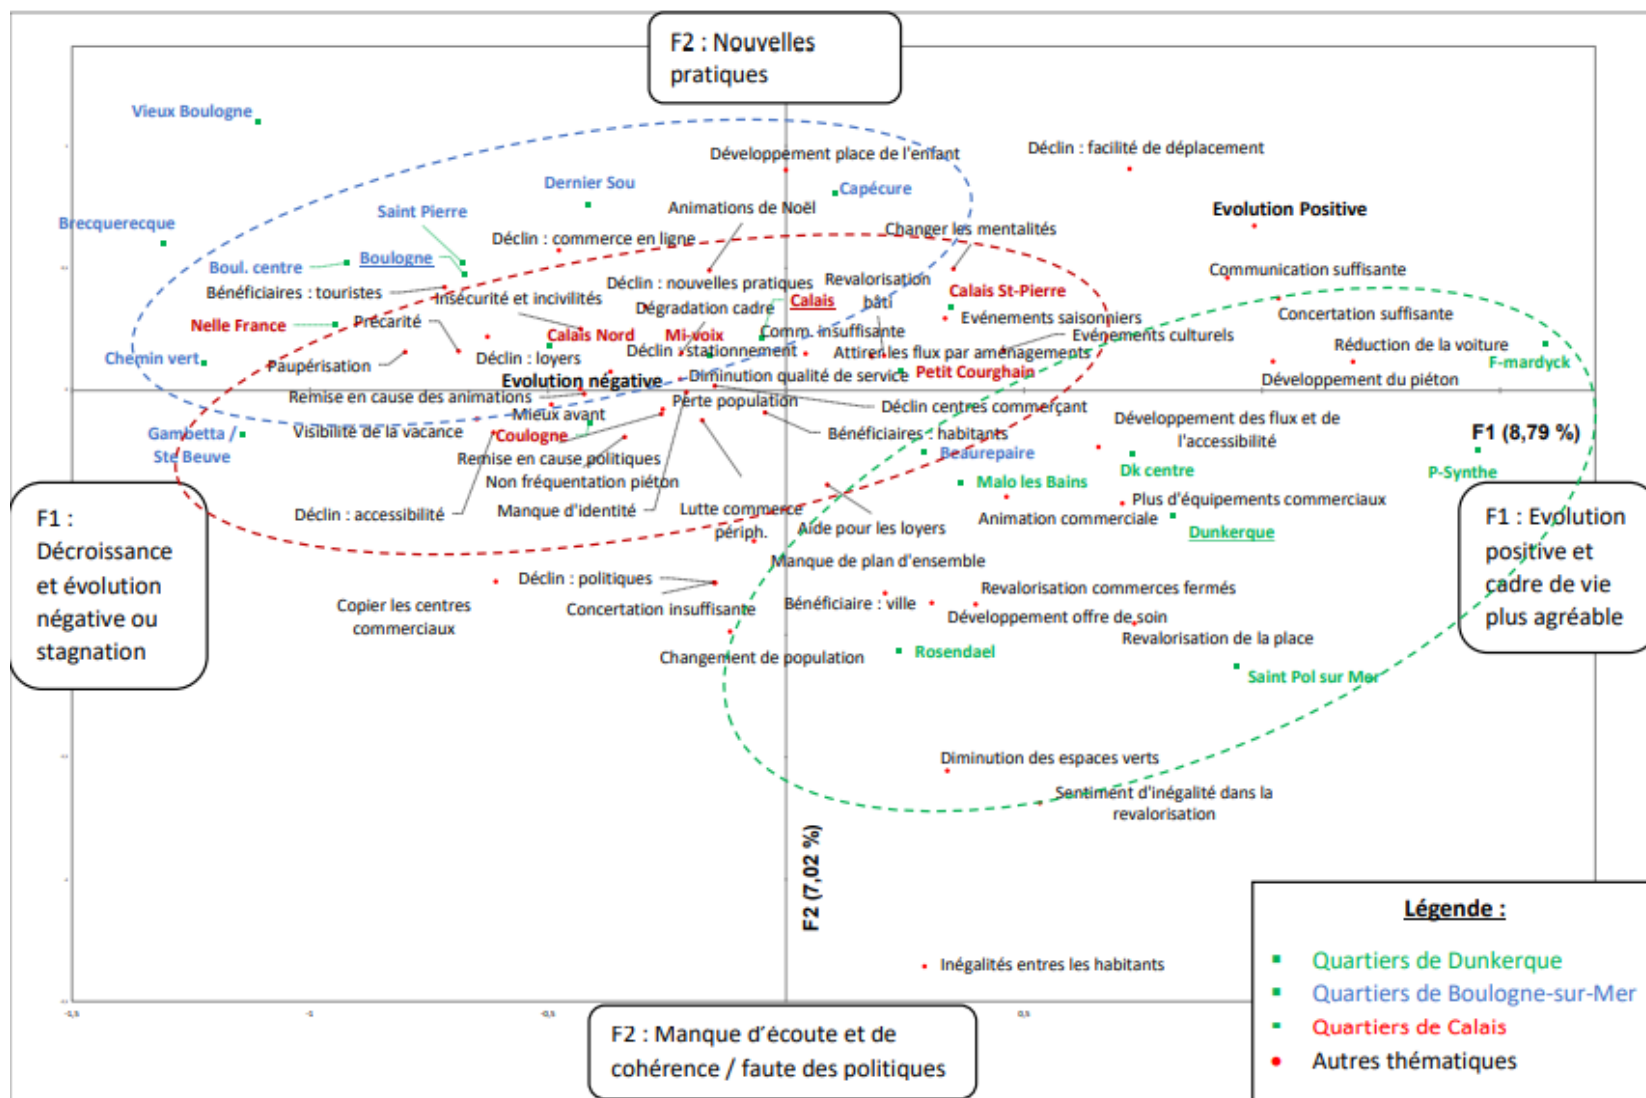 F2 : Nouvelles
pratiques
Vieux Boulogne
Développement place de l'enfant
Déclin : facilité de déplacement
Dernier Sou
Capécure
Saint Pierre
Animations de Noël
Evolution Positive
Brecquerecque
Changer les mentalités
Déclin : commerce en ligne
Boul. centre
Boulogne
Communication suffisante
Déclin : nouvelles pratiques
Revalorisation
bâti
Bénéficiaires : touristes
Insécurité et incivilités
Calais
Calais St-Pierre
Dégradation cadre
Concertation suffisante
Nelle France
Précarité
Evénements saisonniers
Calais Nord
Mi-voix
Comm. insuffisante
Evénements culturels
Chemin vert
Paupérisation
Déclin : loyers
Déclin : stationnement
Attirer les flux par aménagements
Réduction de la voiture
F-mardyck
Evolution négative
Diminution qualité de service
Petit Courghain
Développement du piéton
Remise en cause des animations
Perte population
Déclin centres commerçant
Mieux avant
Visibilité de la vacance
Coulogne
Bénéficiaires : habitants
Développement des flux et de
l'accessibilité
F1 (8,79 %)
Gambetta /
Ste Beuve
Remise en cause politiques
Beaurepaire
Dk centre
P-Synthe
Non fréquentation piéton
Malo les Bains
Plus d'équipements commerciaux
Déclin : accessibilité
Manque d'identité
Lutte commerce
périph.
Aide pour les loyers
Animation commerciale
Dunkerque
F1 :
Décroissance
et évolution
négative ou
stagnation
F1 : Evolution
positive et
cadre de vie
plus agréable
Manque de plan d'ensemble
Déclin : politiques
Revalorisation commerces fermés
Copier les centres
commerciaux
Concertation insuffisante
Bénéficiaire : ville
Développement offre de soin
Revalorisation de la place
Changement de population
Rosendael
Saint Pol sur Mer
Diminution des espaces verts
Sentiment d'inégalité dans la
revalorisation
F2 (7,02 %)
Inégalités entres les habitants
-1
-0,5
0,5
F2 : Manque d'écoute et de
cohérence / faute des politiques
Légende :
Quartiers de Dunkerque
Quartiers de Boulogne-sur-Mer
Quartiers de Calais
Autres thématiques